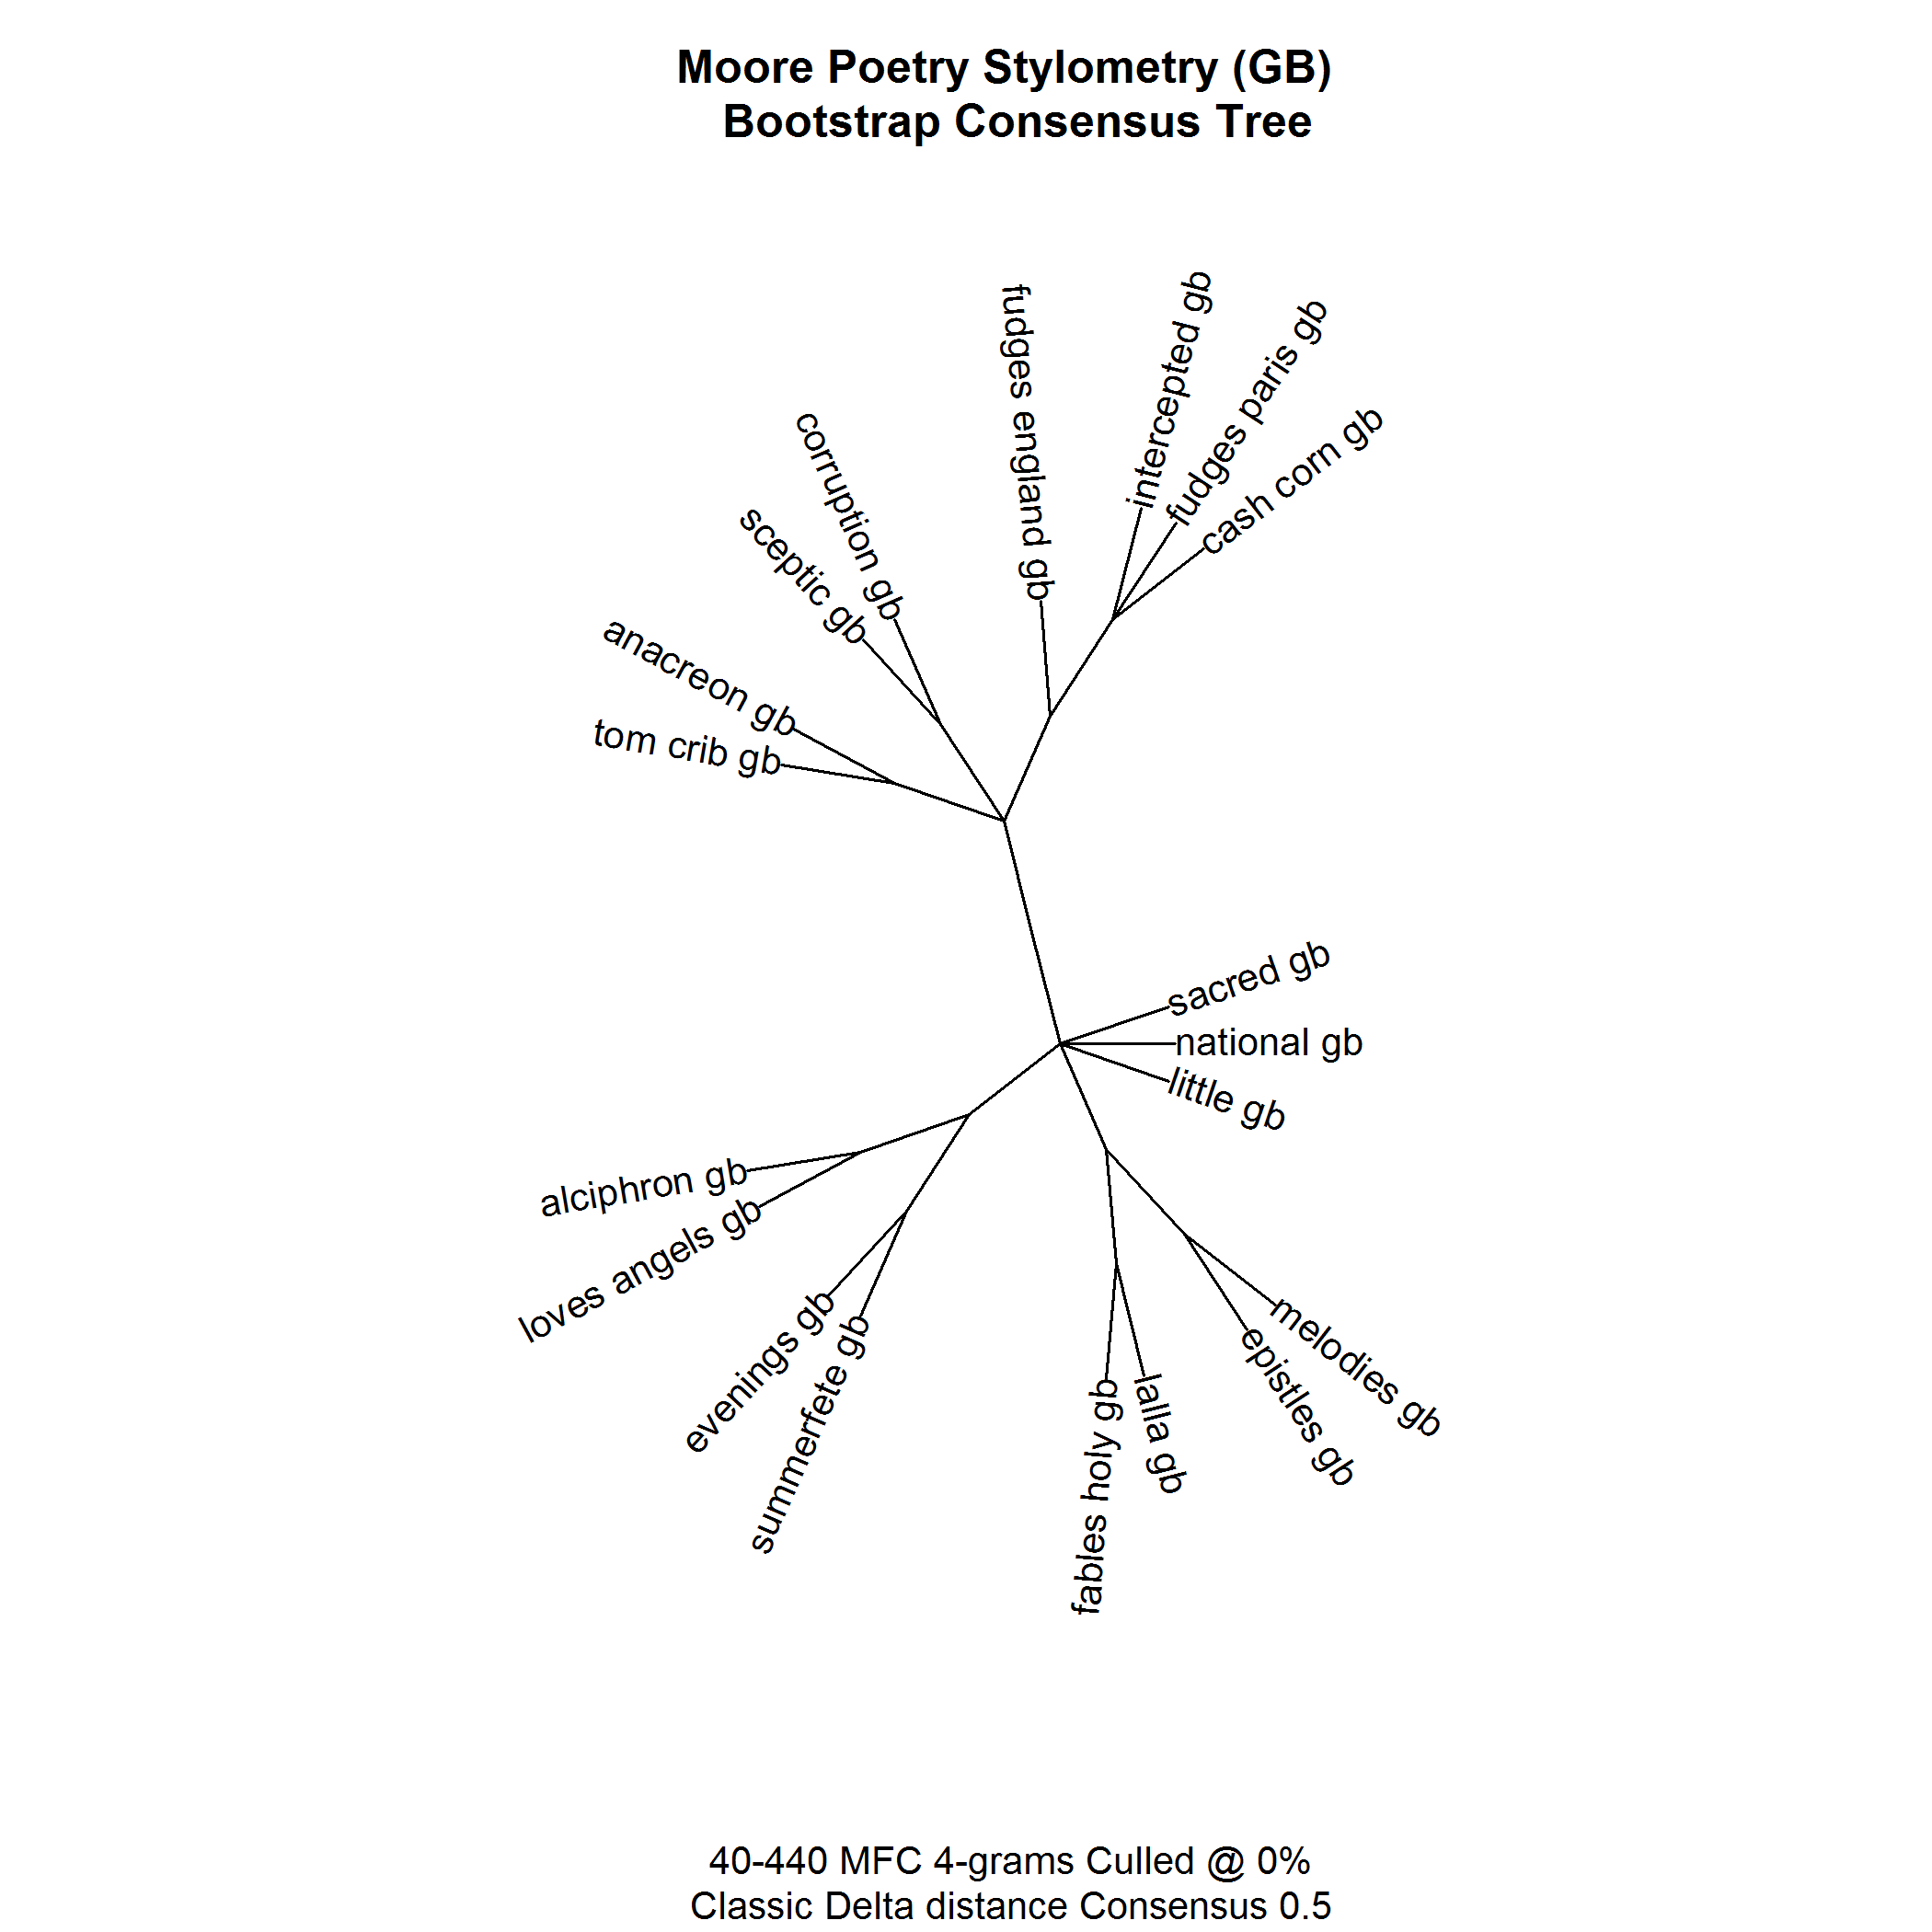 Moore Poetry Stylometry (GB)
Bootstrap Consensus Tree
fudges england gb
intercepted gb
fudges paris gb
cash corn gb
corruption gb
sceptic gb
anacreon gb
tom crib gb
sacred gb
national gb
little gb
alciphron gb
loves angels gb
evenings gb
summerfete gb
fables holy gb
lalla gb
epistles gb
melodies gb
40-440 MFC 4-grams Culled @ 0%
Classic Delta distance Consensus 0.5